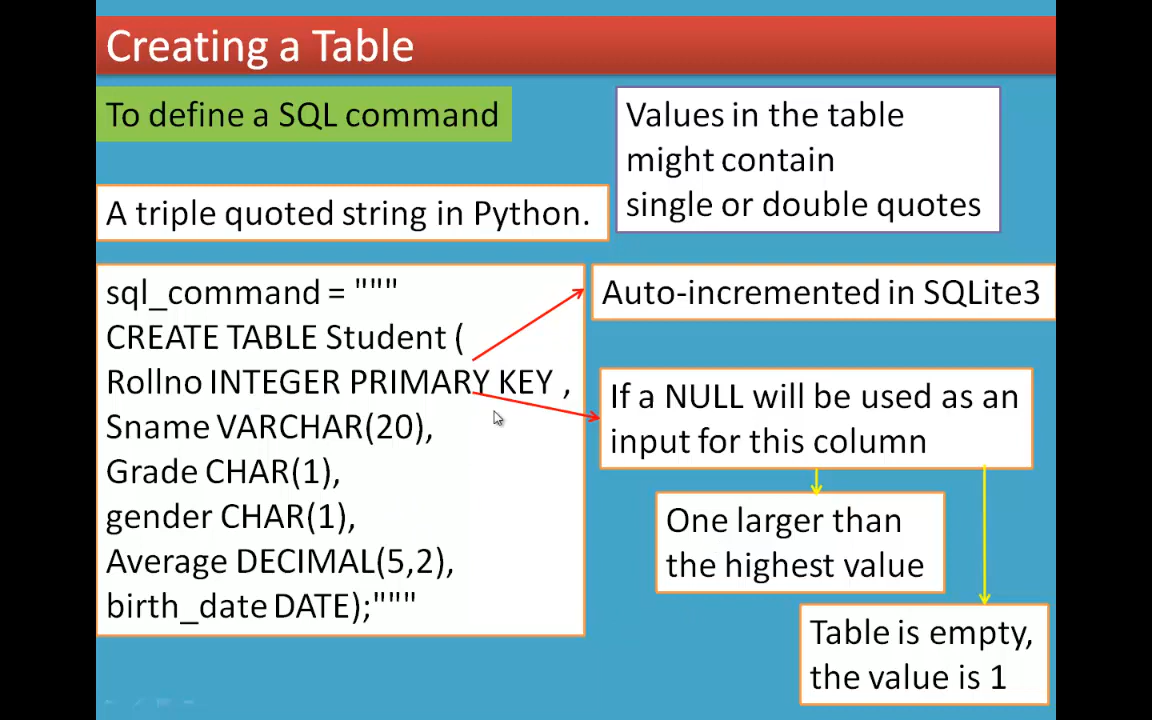 Creating a Table
To define a SQL command
Values in the table
might contain
single or double quotes
A triple quoted string in Python.
sql_command = """
CREATE TABLE Student (
Rollno INTEGER PRIMARY KEY ,
Sname VARCHAR(20),
Grade CHAR(1),
gender CHAR(1),
Average DECIMAL(5,2),
birth_date DATE);"""
Auto-incremented in SQLite3
If a NULL will be used as an
input for this column
One larger than
the highest value
Table is empty,
the value is 1